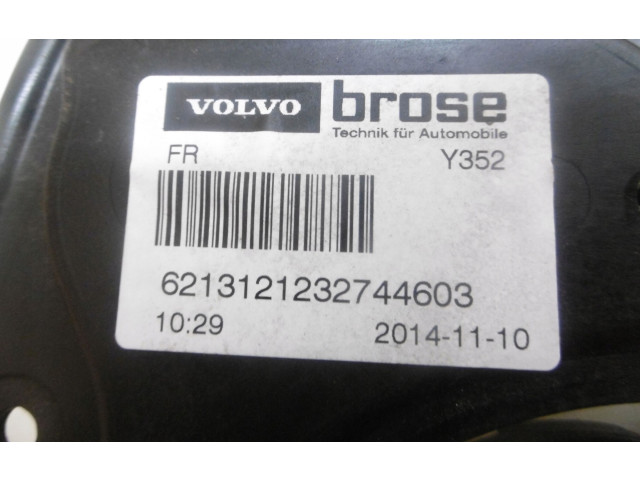 VOLVO brose
Technik für Automobile
FR Y352
6213121232744603
10:29 2014-11-10